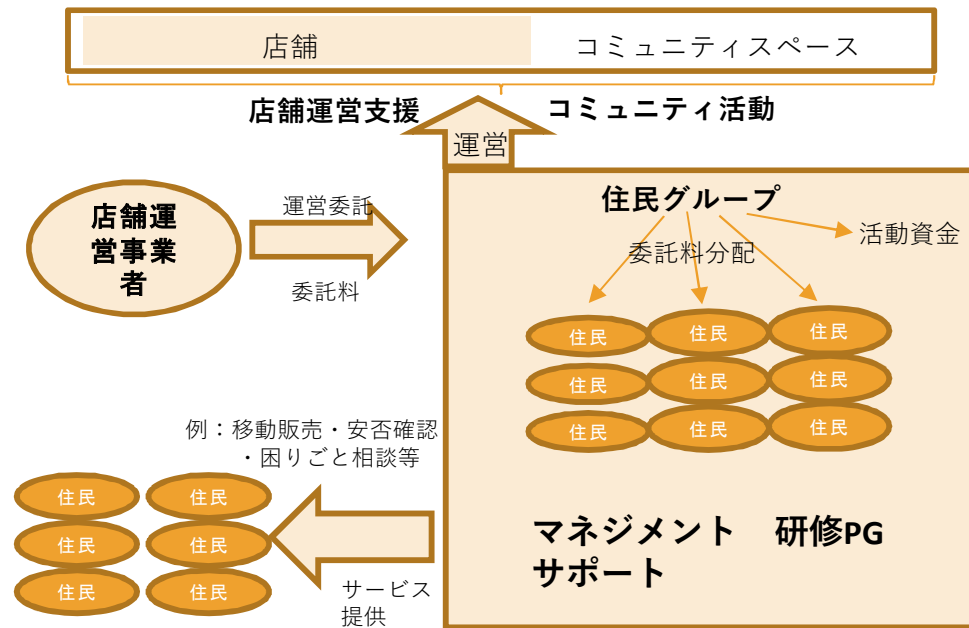 店舗
コミュニティスペース
店舗運営支援
コミュニティ活動
運営
店舗運
営事業
者
運営委託
委託料
住民グループ
活動資金
委託料分配
住民
住民
住民
住民
住民
住民
住民
住民
住民
例：移動販売・安否確認
・困りごと相談等
住民
住民
住民
住民
住民
住民
サービス
提供
マネジメント　研修PG
サポート